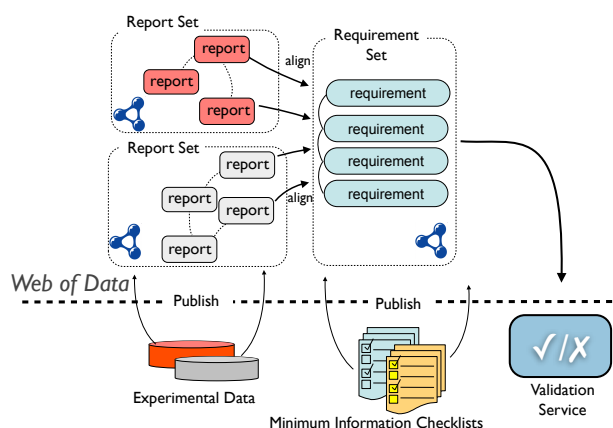 Report Set
report
report
report
align
Requirement
Set
requirement
requirement
requirement
requirement
Report Set
report
report
report
report
align
Web of Data
Publish
Publish
Experimental Data
Minimum Information Checklists
✓/✗
Validation
Service